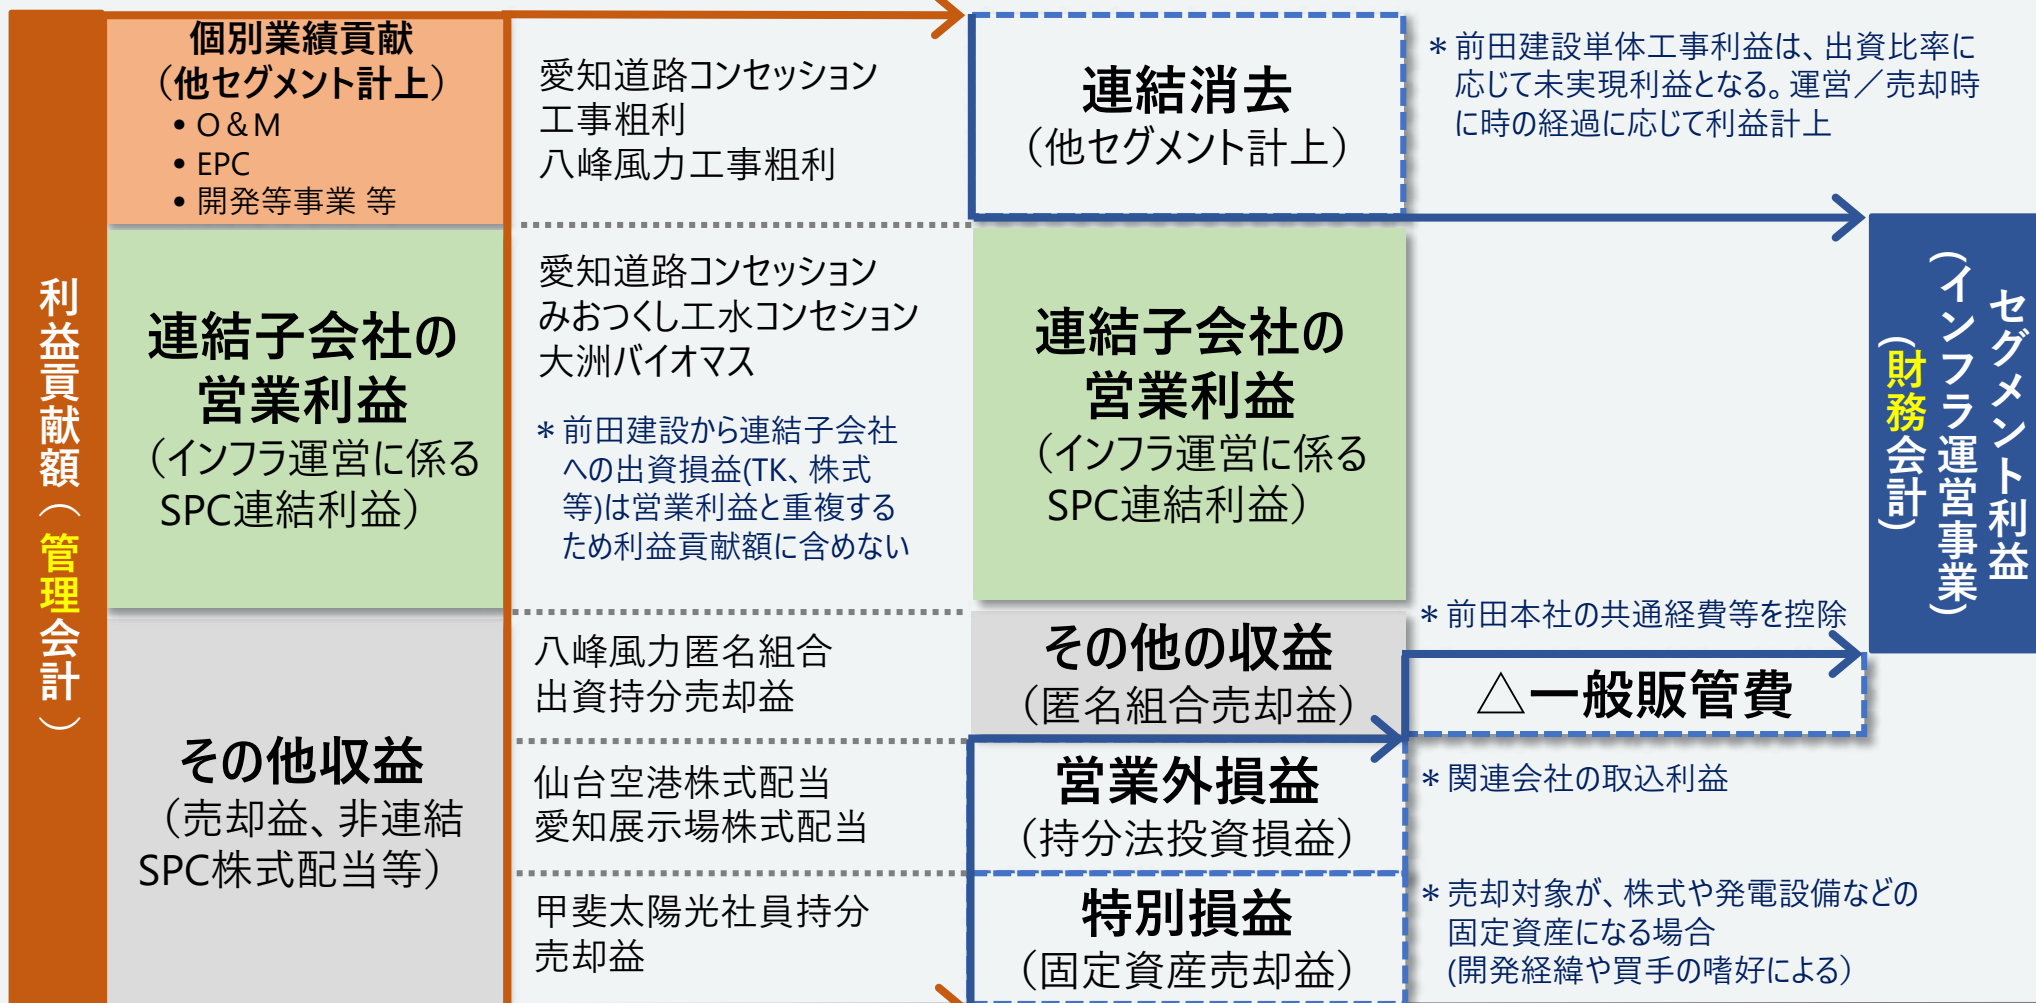 利益貢献額（管理会計）
個別業績貢献
（他セグメント計上）
• O＆M
• EPC
• 開発等事業 等
連結子会社の
営業利益
（インフラ運営に係る
SPC連結利益）
その他収益
（売却益、非連結
SPC株式配当等）
愛知道路コンセッション
工事粗利
八峰風力工事粗利
愛知道路コンセッション
みおつくし工水コンセション
大洲バイオマス
＊前田建設から連結子会社
への出資損益(TK、株式
等)は営業利益と重複する
ため利益貢献額に含めない
八峰風力匿名組合
出資持分売却益
仙台空港株式配当
愛知展示場株式配当
甲斐太陽光社員持分
売却益
連結消去
（他セグメント計上）
連結子会社の
営業利益
（インフラ運営に係る
SPC連結利益）
その他の収益
（匿名組合売却益）
営業外損益
（持分法投資損益）
特別損益
（固定資産売却益）
＊前田建設単体工事利益は、出資比率に
応じて未実現利益となる。運営／売却時
に時の経過に応じて利益計上
＊前田本社の共通経費等を控除
△一般販管費
＊関連会社の取込利益
＊売却対象が、株式や発電設備などの
固定資産になる場合
(開発経緯や買手の嗜好による）
セグメント利益
(インフラ運営事業)
(財務会計)